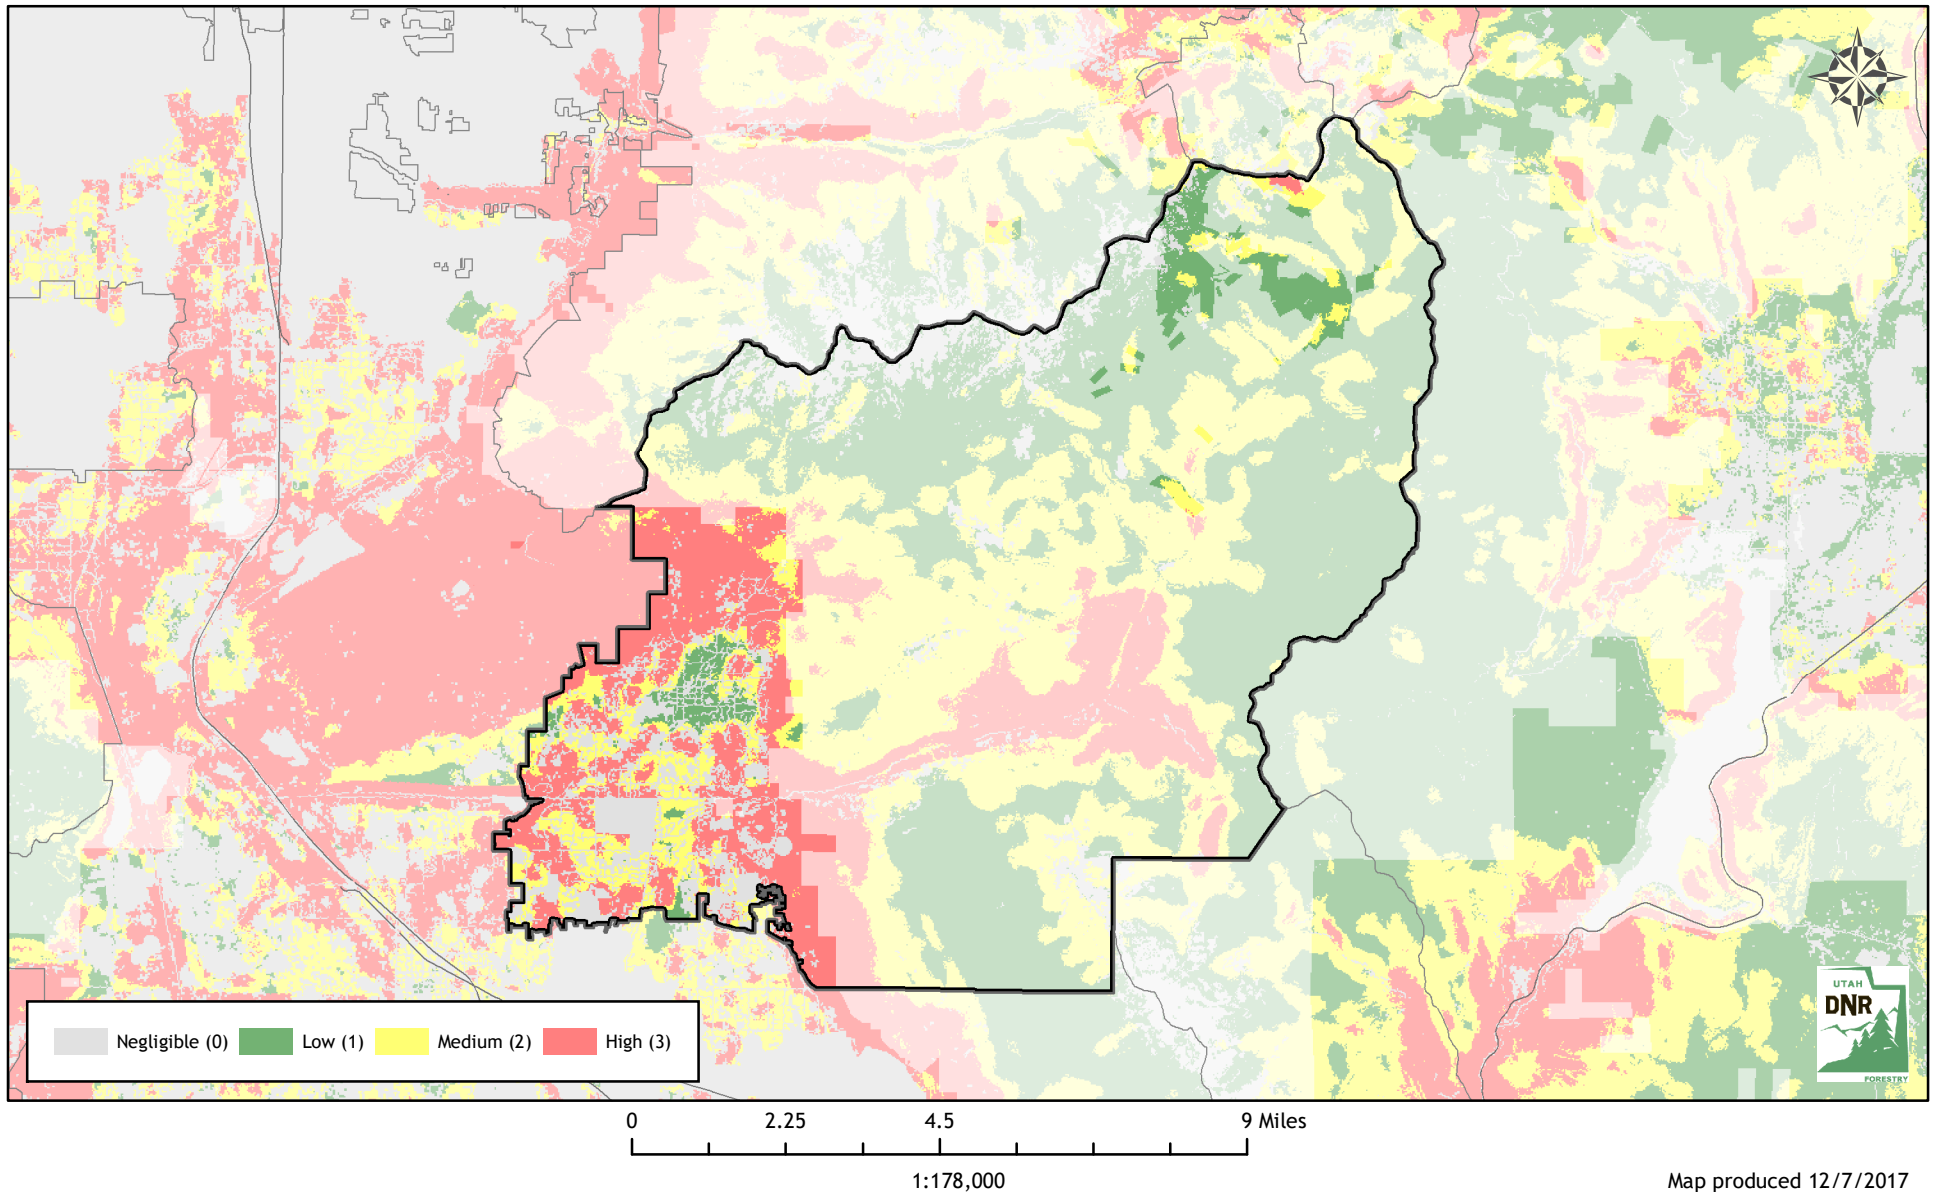 UTAH
DNR
FORESTRY
Negligible (0) Low (1) Medium (2) High (3)
0 2.25 4.5 9 Miles
1:178,000
Map produced 12/7/2017